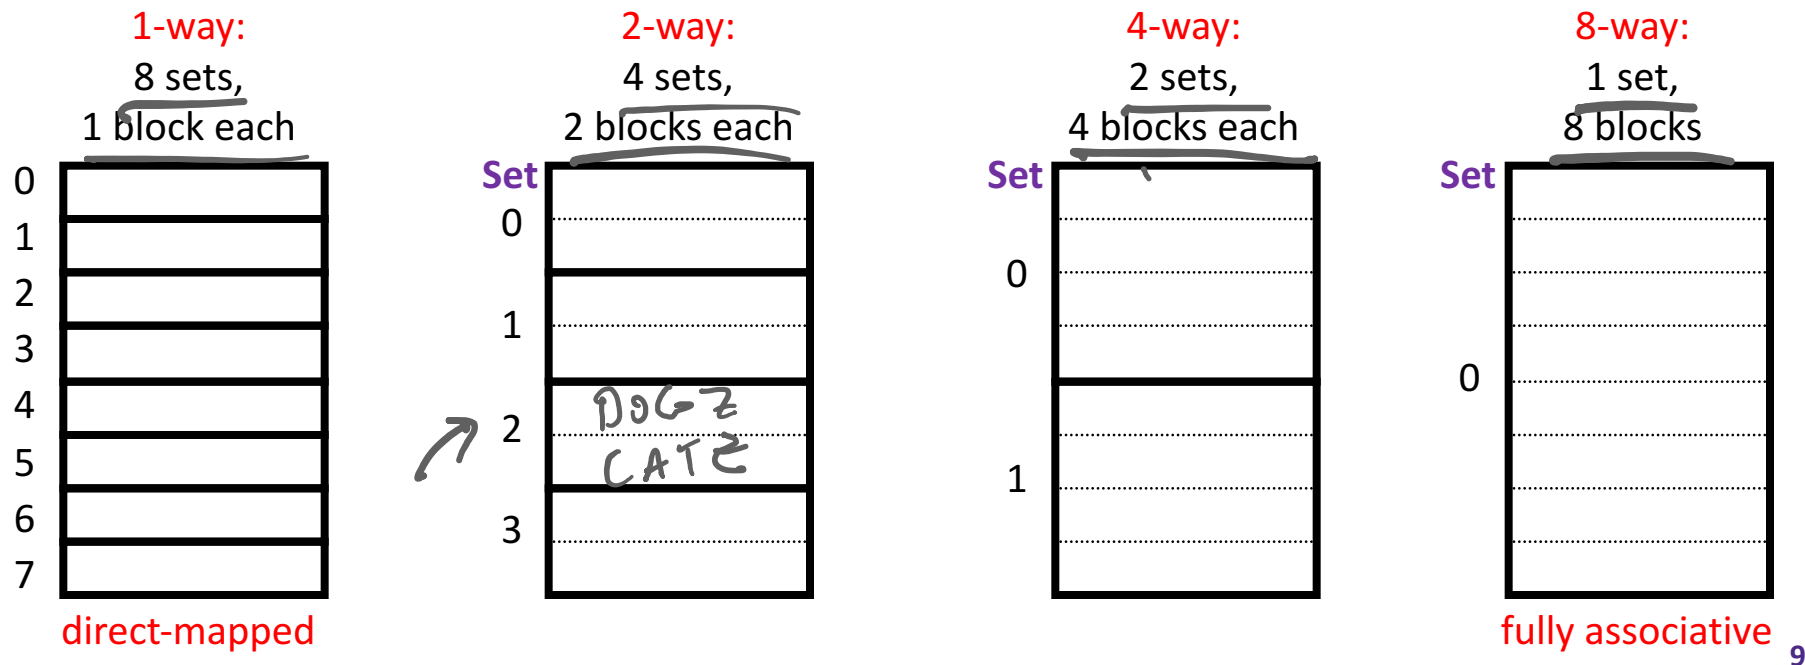 1-way:
8 sets,
1 block each
0
1
2
3
4
5
6
7
direct-mapped
2-way:
4 sets,
2 blocks each
Set
0
1
2
DOGZ
CATZ
3
4-way:
2 sets,
4 blocks each
Set
0
1
8-way:
1 set,
8 blocks
Set
0
fully associative
9